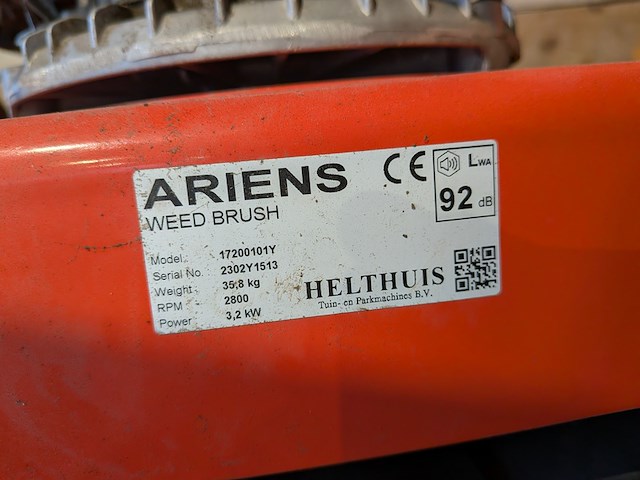 ARIENS
WEED BRUSH
CE
LWA
92 dB
Model 17200101Y
Serial No. 2302Y1513
Weight 35,8 kg
RPM 2800
Power 3,2 kW
HELTHUIS
Tuin- en Parkmachines B.V.